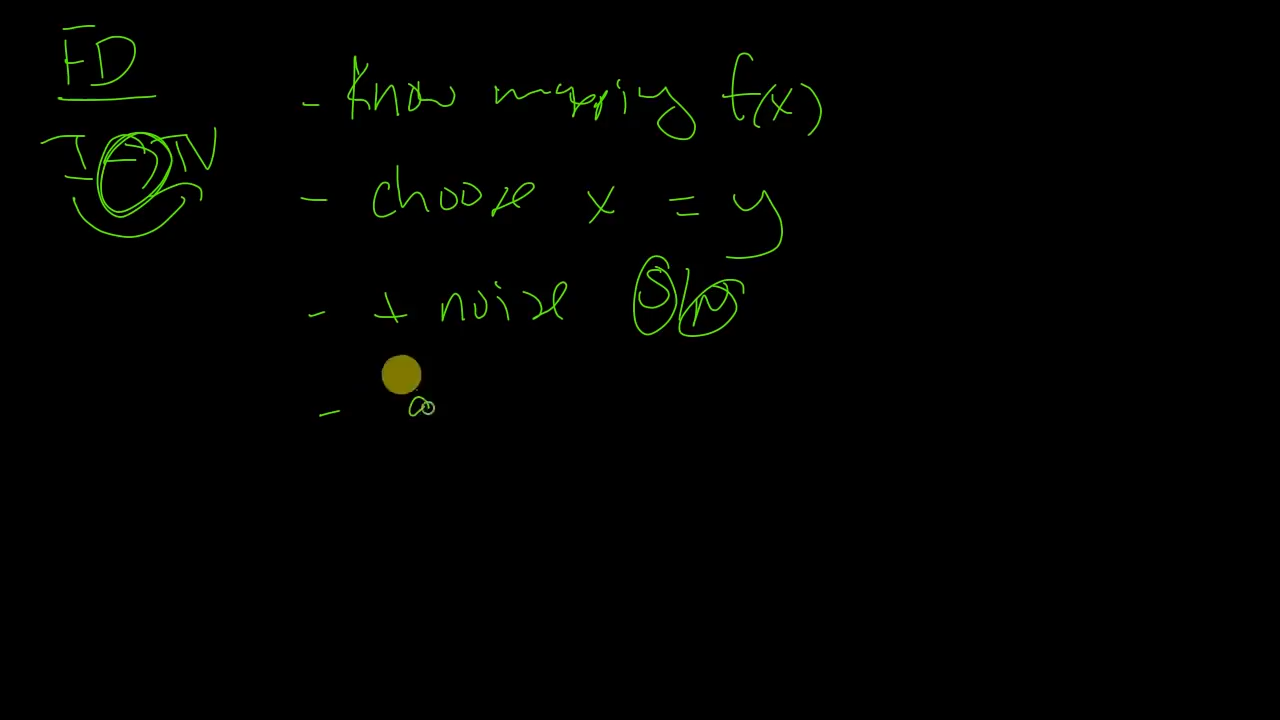 FD
- Know mapping f(x)
- choose x = y
- + noise S/N
- ∞